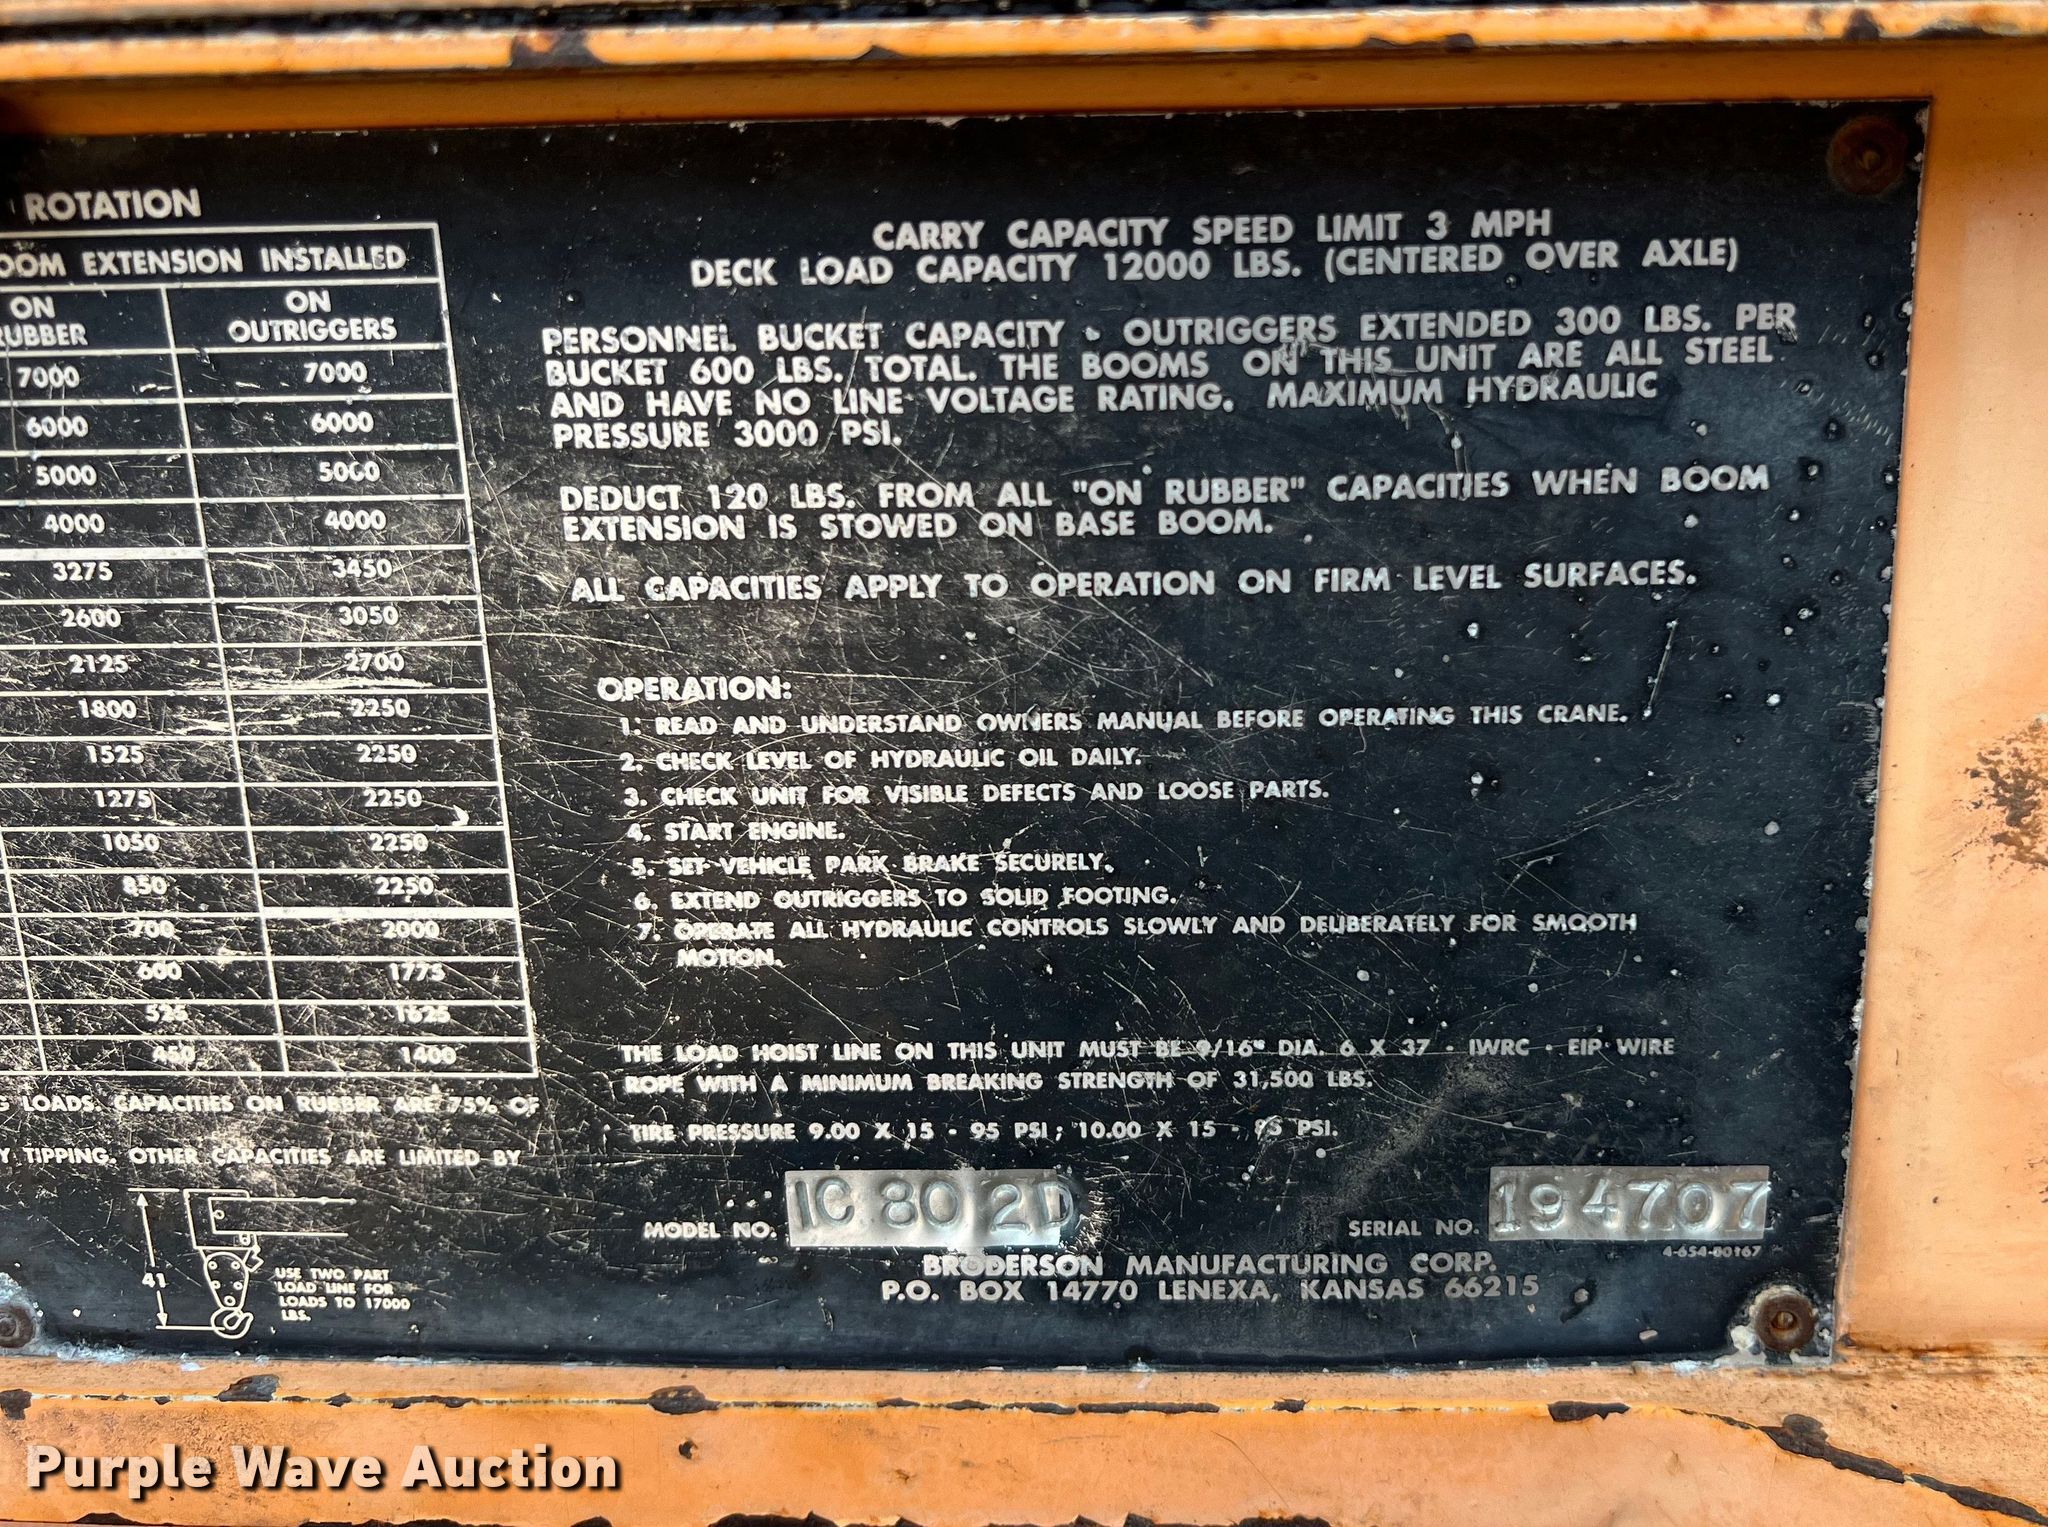 ROTATION
OOM EXTENSION INSTALLED
ON ON
RUBBER OUTRIGGERS
7000 7000
6000 6000
5000 5000
4000 4000
3275 3450
2600 3050
2125 2700
1800 2250
1525 2250
1275 2250
1050 2250
850 2250
700 2000
600 1775
525 1625
450 1400
G LOADS. CAPACITIES ON RUBBER ARE 75% OF
Y TIPPING. OTHER CAPACITIES ARE LIMITED BY
41
USE TWO PART
LOAD LINE FOR
LOADS TO 17000
LBS.
CARRY CAPACITY SPEED LIMIT 3 MPH
DECK LOAD CAPACITY 12000 LBS. (CENTERED OVER AXLE)
PERSONNEL BUCKET CAPACITY - OUTRIGGERS EXTENDED 300 LBS. PER
BUCKET 600 LBS. TOTAL. THE BOOMS ON THIS UNIT ARE ALL STEEL
AND HAVE NO LINE VOLTAGE RATING. MAXIMUM HYDRAULIC
PRESSURE 3000 PSI.
DEDUCT 120 LBS. FROM ALL "ON RUBBER" CAPACITIES WHEN BOOM
EXTENSION IS STOWED ON BASE BOOM.
ALL CAPACITIES APPLY TO OPERATION ON FIRM LEVEL SURFACES.
OPERATION:
1. READ AND UNDERSTAND OWNERS MANUAL BEFORE OPERATING THIS CRANE.
2. CHECK LEVEL OF HYDRAULIC OIL DAILY.
3. CHECK UNIT FOR VISIBLE DEFECTS AND LOOSE PARTS.
4. START ENGINE.
5. SET VEHICLE PARK BRAKE SECURELY.
6. EXTEND OUTRIGGERS TO SOLID FOOTING.
7. OPERATE ALL HYDRAULIC CONTROLS SLOWLY AND DELIBERATELY FOR SMOOTH
MOTION.
THE LOAD HOIST LINE ON THIS UNIT MUST BE 9/16" DIA. 6 X 37 - IWRC - EIP WIRE
ROPE WITH A MINIMUM BREAKING STRENGTH OF 31,500 LBS.
TIRE PRESSURE 9.00 X 15 - 95 PSI; 10.00 X 15 - 85 PSI.
MODEL NO. IC 80 2D SERIAL NO. 194707
4-654-00167
BRODERSON MANUFACTURING CORP.
P.O. BOX 14770 LENEXA, KANSAS 66215
Purple Wave Auction